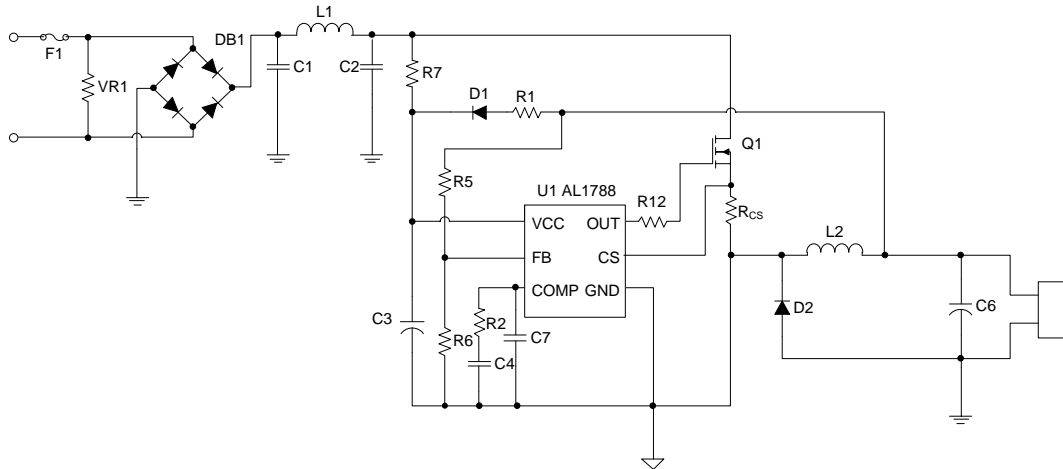 L1
F1
DB1
VR1
C1
C2
R7
D1
R1
Q1
R5
U1 AL1788
R12
RCS
VCC
OUT
L2
FB
CS
COMP
GND
C3
R2
R6
C4
C7
D2
C6